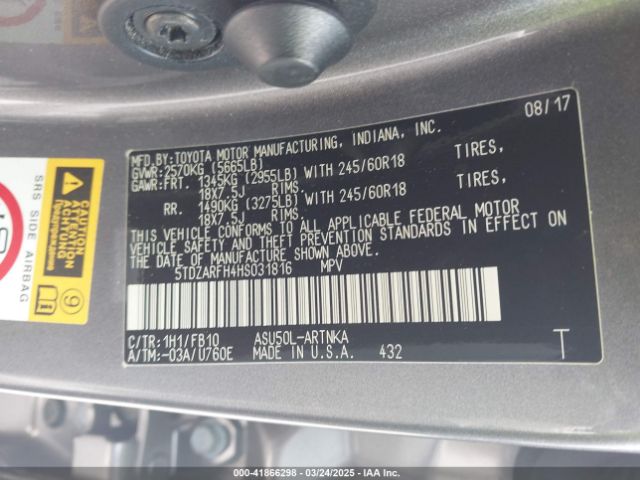 08/17
MFD.BY:TOYOTA MOTOR MANUFACTURING, INDIANA, INC.
GVWR:2570KG (5665LB)
GAWR:FRT. 1345KG (2955LB) WITH 245/60R18 TIRES,
18X7.5J RIMS.
RR. 1490KG (3275LB) WITH 245/60R18 TIRES,
18X7.5J RIMS.
THIS VEHICLE CONFORMS TO ALL APPLICABLE FEDERAL MOTOR
VEHICLE SAFETY AND THEFT PREVENTION STANDARDS IN EFFECT ON
THE DATE OF MANUFACTURE SHOWN ABOVE.
5TDZARFH4HS031816 MPV
C/TR:1H1/FB10 ASU50L-ARTNKA
A/TM:-03A/U760E MADE IN U.S.A. 432 T
SRS SIDE AIRBAG
ATTENTION
ACHTUNG
9
000-41866298 - 03/24/2025 - IAA Inc.